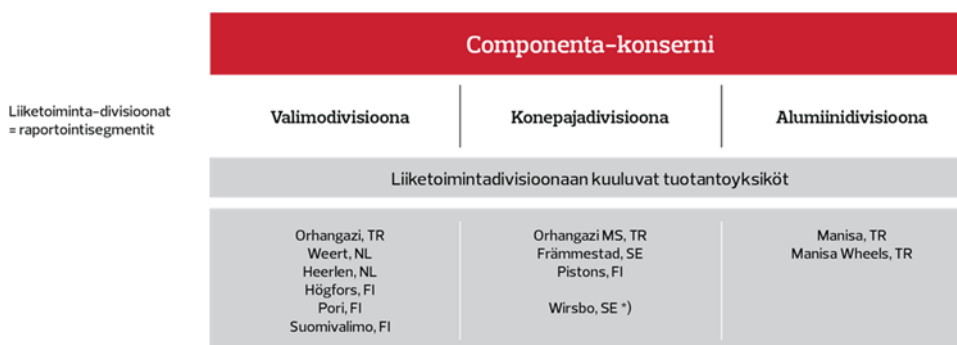 Componenta-konserni
Liiketoiminta-divisioonat
= raportointisegmentit
Valimodivisioona
Konepajadivisioona
Alumiinidivisioona
Liiketoimintadivisioonaan kuuluvat tuotantoyksiköt
Orhangazi, TR
Weert, NL
Heerlen, NL
Högfors, FI
Pori, FI
Suomivalimo, FI
Orhangazi MS, TR
Främmestad, SE
Pistons, FI
Wirsbo, SE *)
Manisa, TR
Manisa Wheels, TR